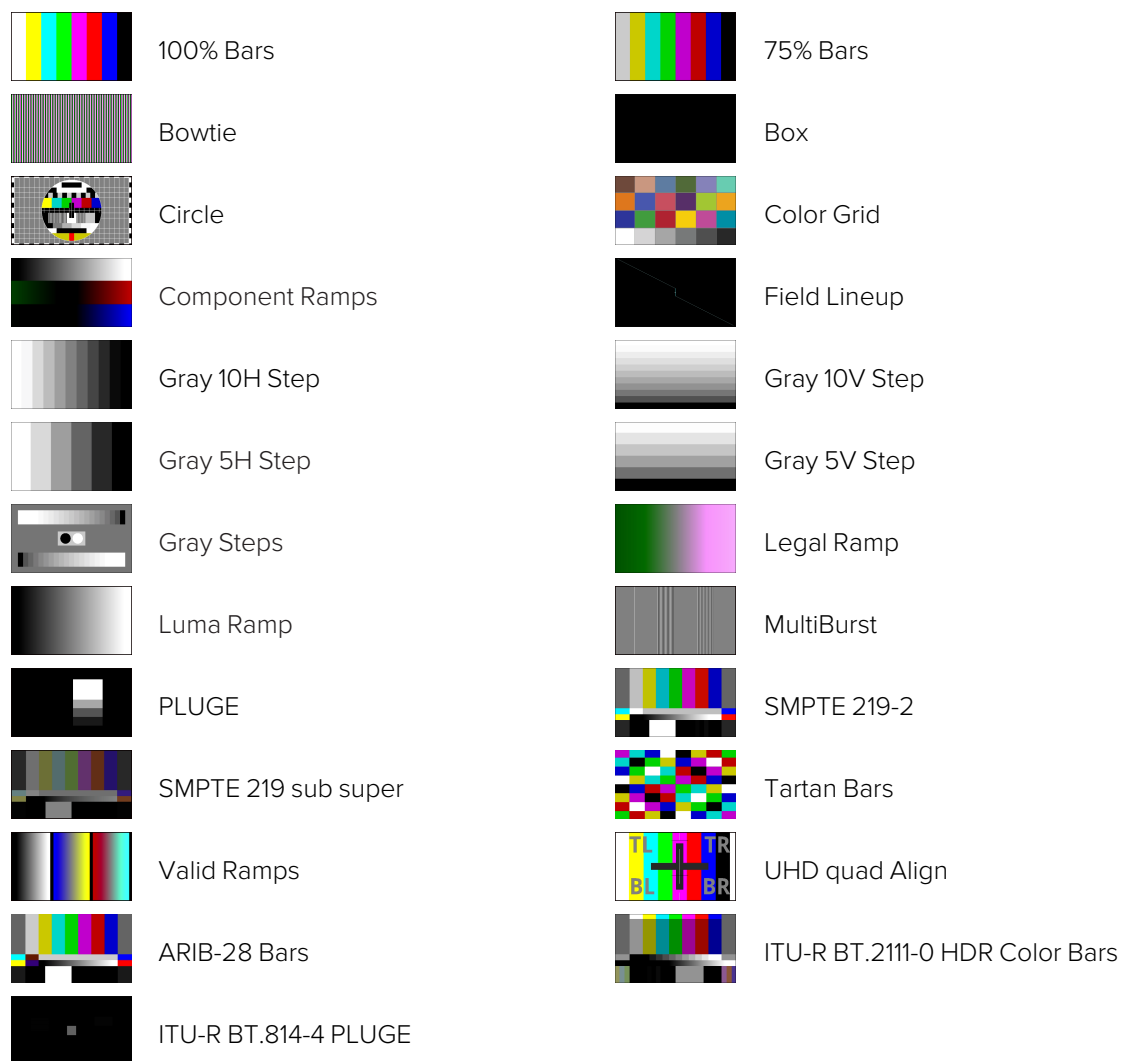 100% Bars
75% Bars
Bowtie
Box
Circle
Color Grid
Component Ramps
Field Lineup
Gray 10H Step
Gray 10V Step
Gray 5H Step
Gray 5V Step
Gray Steps
Legal Ramp
Luma Ramp
MultiBurst
PLUGE
SMPTE 219-2
SMPTE 219 sub super
Tartan Bars
Valid Ramps
TL TR
BL BR
UHD quad Align
ARIB-28 Bars
ITU-R BT.2111-0 HDR Color Bars
ITU-R BT.814-4 PLUGE